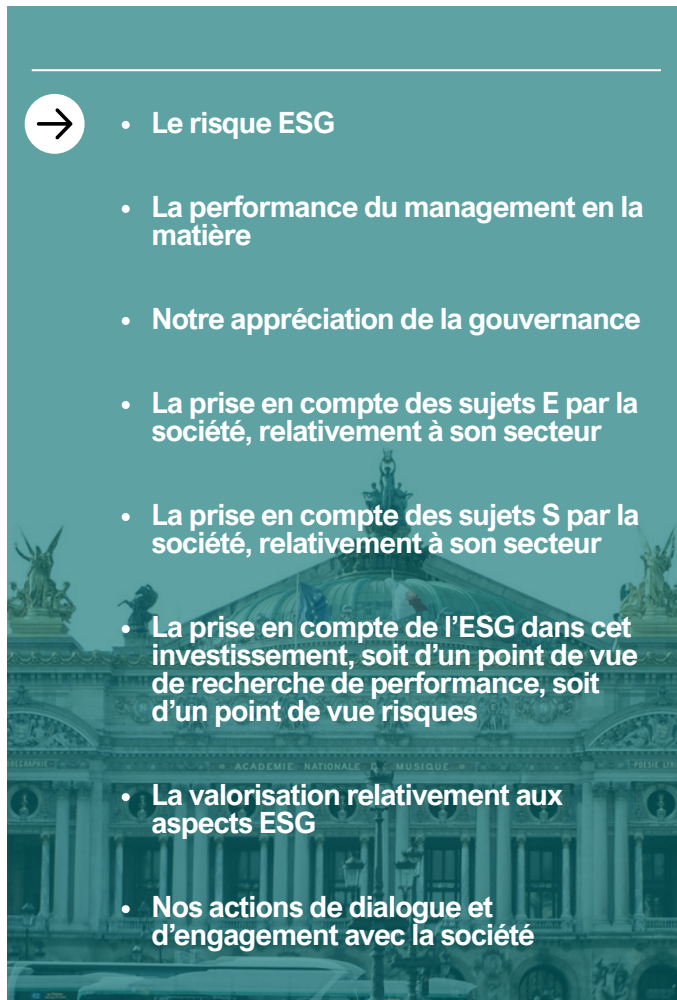 • Le risque ESG
• La performance du management en la
matière
• Notre appréciation de la gouvernance
• La prise en compte des sujets E par la
société, relativement à son secteur
• La prise en compte des sujets S par la
société, relativement à son secteur
• La prise en compte de l’ESG dans cet
investissement, soit d’un point de vue
de recherche de performance, soit
d’un point de vue risques
ACADEMIE NATIONALE DE MUSIQUE
• La valorisation relativement aux
aspects ESG
• Nos actions de dialogue et
d’engagement avec la société